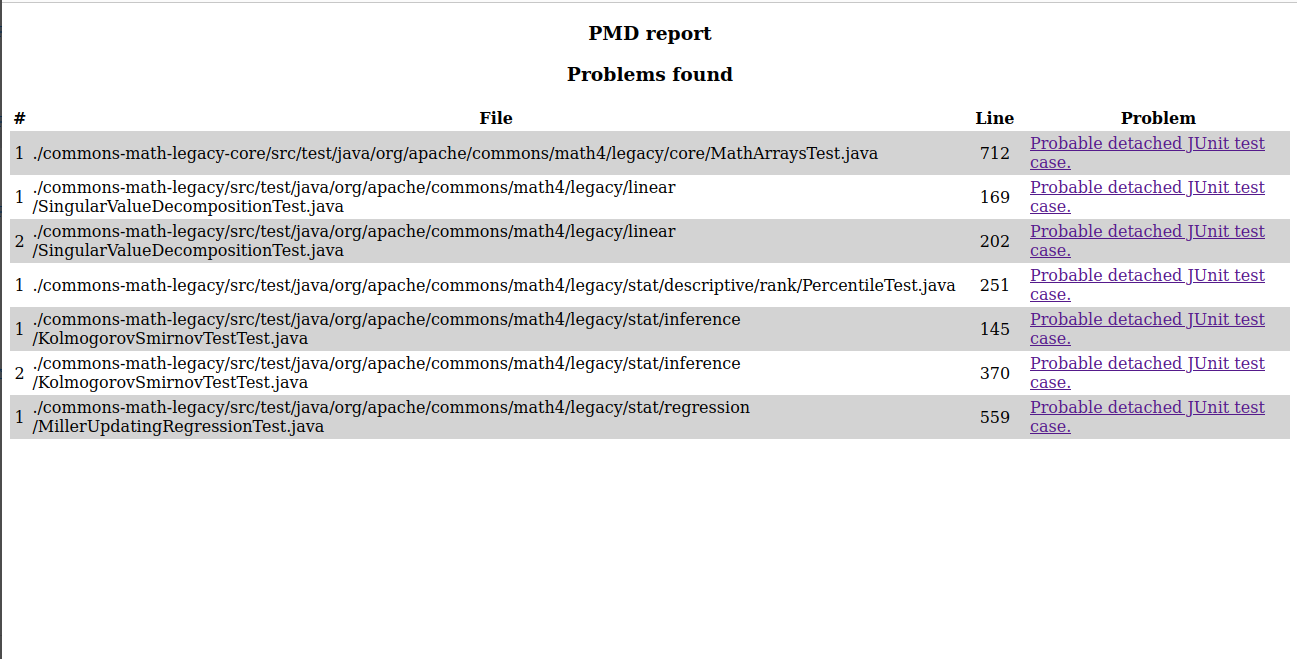 PMD report
Problems found
# File Line Problem
1 ./commons-math-legacy-core/src/test/java/org/apache/commons/math4/legacy/core/MathArraysTest.java 712 Probable detached JUnit test
case.
1 ./commons-math-legacy/src/test/java/org/apache/commons/math4/legacy/linear
/SingularValueDecompositionTest.java 169 Probable detached JUnit test
case.
2 ./commons-math-legacy/src/test/java/org/apache/commons/math4/legacy/linear
/SingularValueDecompositionTest.java 202 Probable detached JUnit test
case.
1 ./commons-math-legacy/src/test/java/org/apache/commons/math4/legacy/stat/descriptive/rank/PercentileTest.java 251 Probable detached JUnit test
case.
1 ./commons-math-legacy/src/test/java/org/apache/commons/math4/legacy/stat/inference
/KolmogorovSmirnovTestTest.java 145 Probable detached JUnit test
case.
2 ./commons-math-legacy/src/test/java/org/apache/commons/math4/legacy/stat/inference
/KolmogorovSmirnovTestTest.java 370 Probable detached JUnit test
case.
1 ./commons-math-legacy/src/test/java/org/apache/commons/math4/legacy/stat/regression
/MillerUpdatingRegressionTest.java 559 Probable detached JUnit test
case.